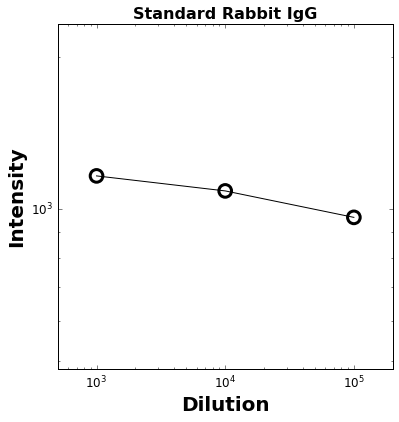 Standard Rabbit IgG
Intensity
10³
10³ 10⁴ 10⁵
Dilution